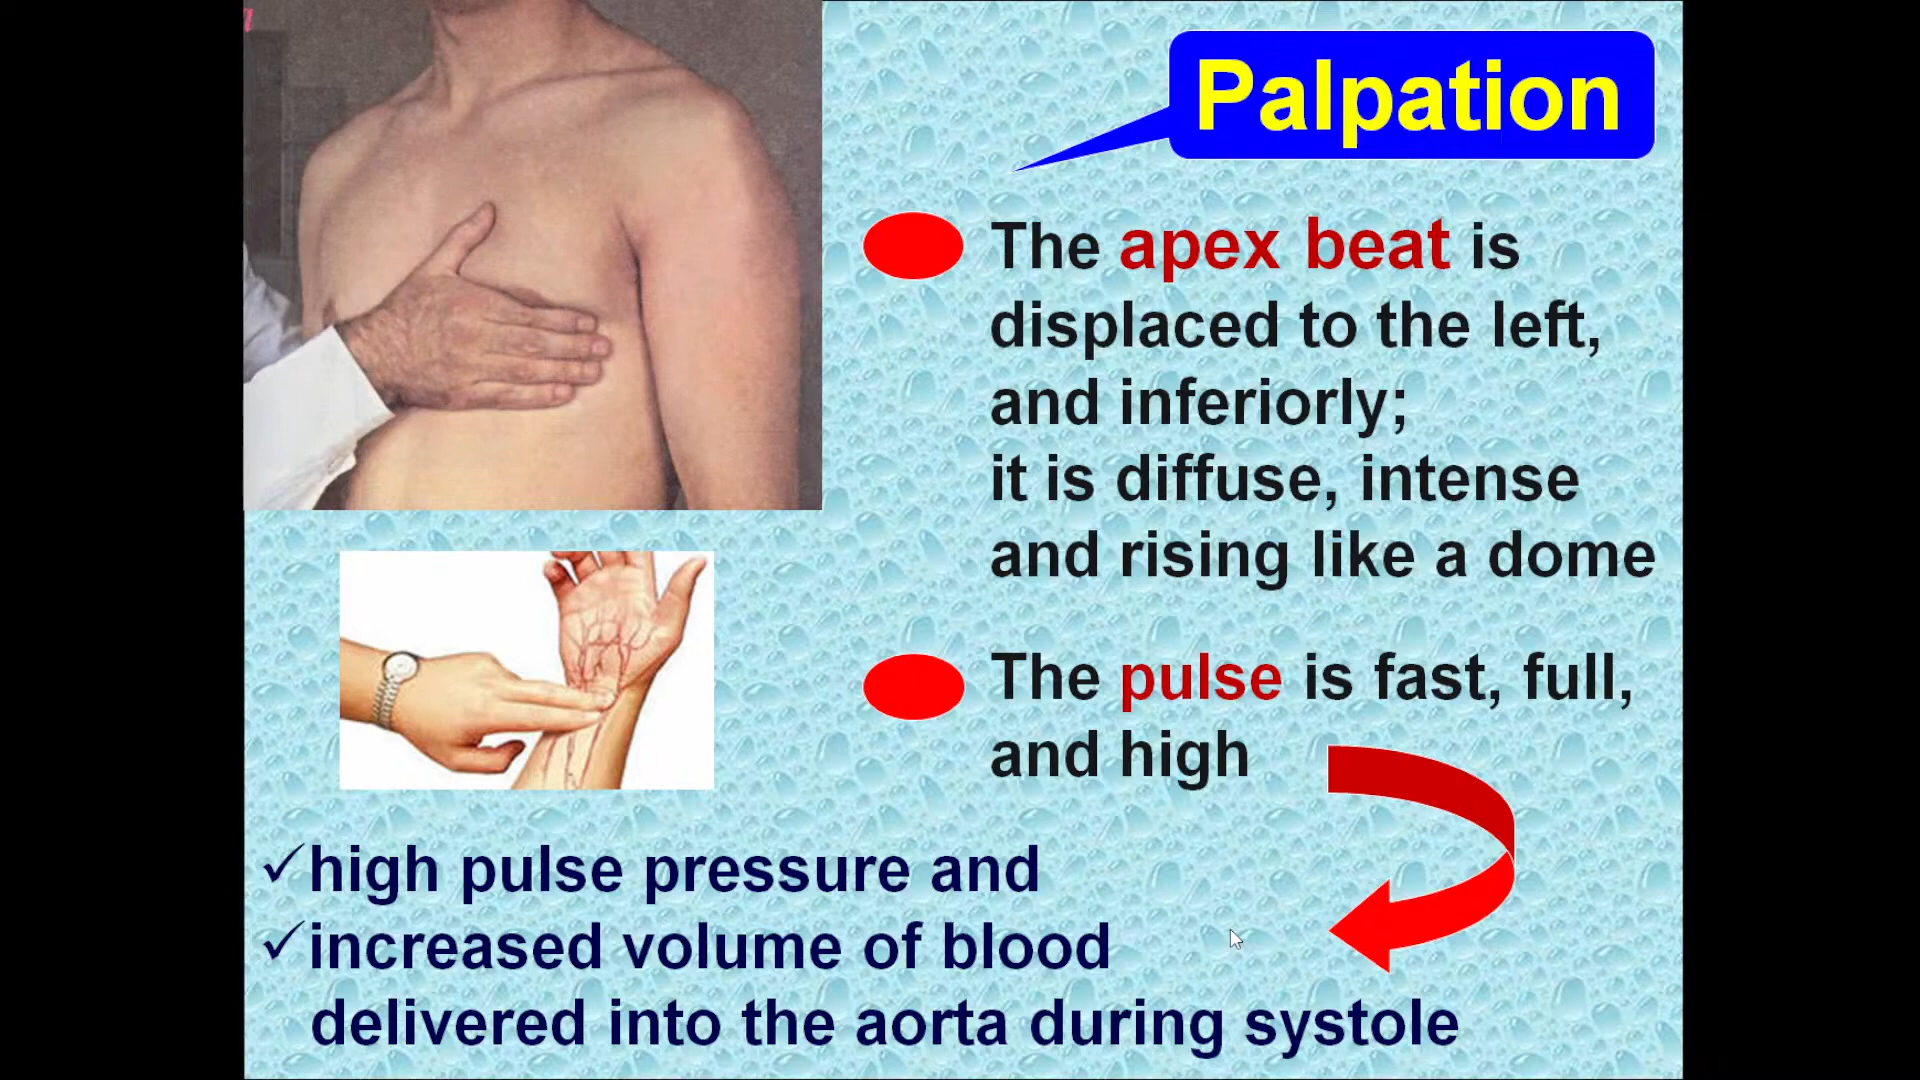 Palpation
The apex beat is
displaced to the left,
and inferiorly;
it is diffuse, intense
and rising like a dome
The pulse is fast, full,
and high
✓high pulse pressure and
✓increased volume of blood
delivered into the aorta during systole